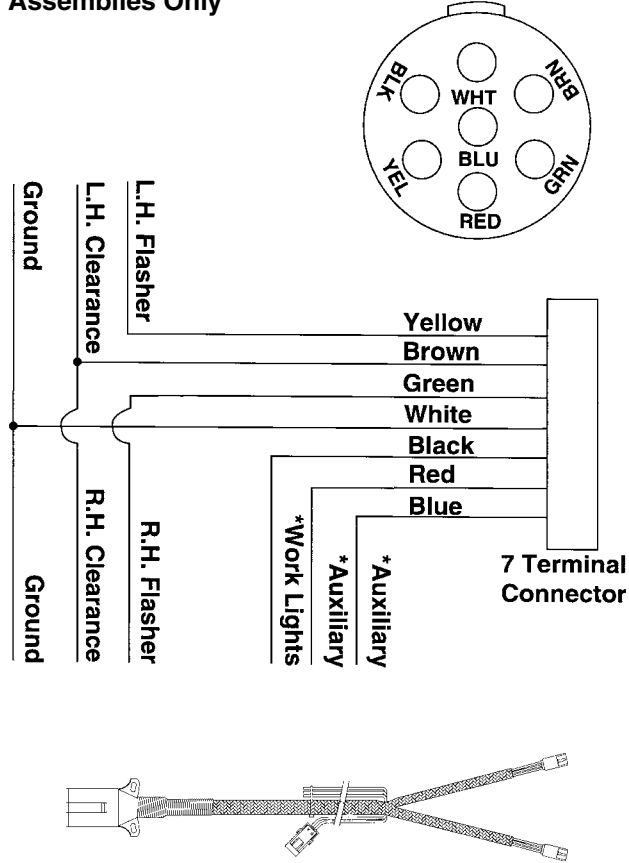 Assemblies Only
BLK
WHT
BRN
BLU
YEL
GRN
RED
Ground
L.H. Clearance
L.H. Flasher
Yellow
Brown
Green
White
Black
Red
Blue
Ground
R.H. Clearance
R.H. Flasher
*Work Lights
*Auxiliary
*Auxiliary
7 Terminal
Connector